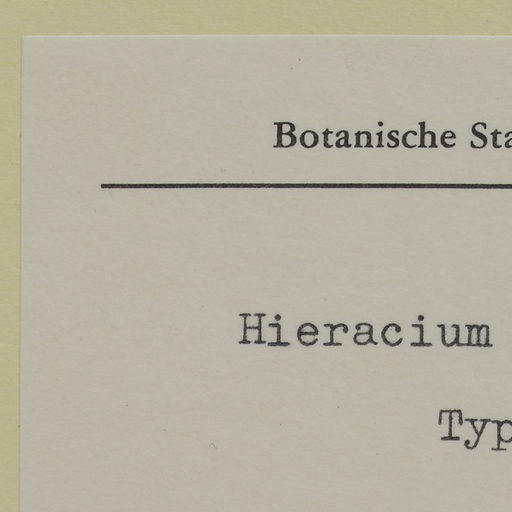 Botanische Sta
Hieracium
Typ